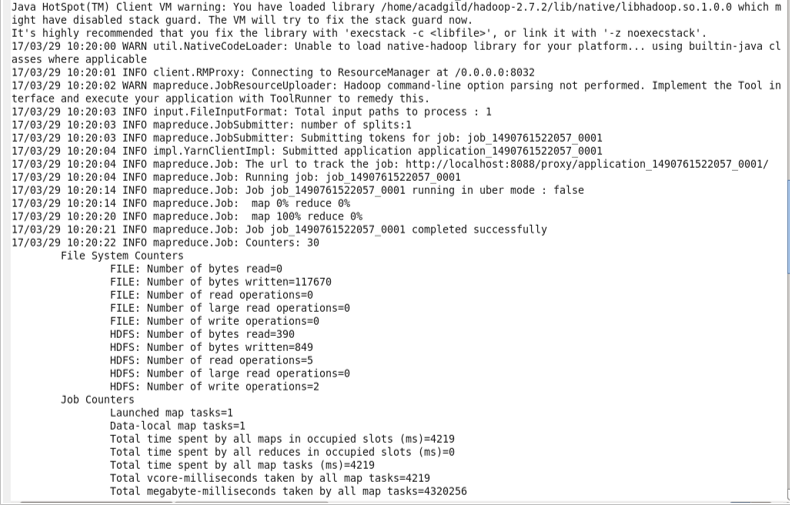 Java HotSpot(TM) Client VM warning: You have loaded library /home/acadgild/hadoop-2.7.2/lib/native/libhadoop.so.1.0.0 which m
ight have disabled stack guard. The VM will try to fix the stack guard now.
It's highly recommended that you fix the library with 'execstack -c <libfile>', or link it with '-z noexecstack'.
17/03/29 10:20:00 WARN util.NativeCodeLoader: Unable to load native-hadoop library for your platform... using builtin-java cl
asses where applicable
17/03/29 10:20:01 INFO client.RMProxy: Connecting to ResourceManager at /0.0.0.0:8032
17/03/29 10:20:02 WARN mapreduce.JobResourceUploader: Hadoop command-line option parsing not performed. Implement the Tool in
terface and execute your application with ToolRunner to remedy this.
17/03/29 10:20:03 INFO input.FileInputFormat: Total input paths to process : 1
17/03/29 10:20:03 INFO mapreduce.JobSubmitter: number of splits:1
17/03/29 10:20:04 INFO mapreduce.JobSubmitter: Submitting tokens for job: job_1490761522057_0001
17/03/29 10:20:04 INFO impl.YarnClientImpl: Submitted application application_1490761522057_0001
17/03/29 10:20:04 INFO mapreduce.Job: The url to track the job: http://localhost:8088/proxy/application_1490761522057_0001/
17/03/29 10:20:04 INFO mapreduce.Job: Running job: job_1490761522057_0001
17/03/29 10:20:14 INFO mapreduce.Job: Job job_1490761522057_0001 running in uber mode : false
17/03/29 10:20:14 INFO mapreduce.Job:  map 0% reduce 0%
17/03/29 10:20:20 INFO mapreduce.Job:  map 100% reduce 0%
17/03/29 10:20:21 INFO mapreduce.Job: Job job_1490761522057_0001 completed successfully
17/03/29 10:20:22 INFO mapreduce.Job: Counters: 30
File System Counters
FILE: Number of bytes read=0
FILE: Number of bytes written=117670
FILE: Number of read operations=0
FILE: Number of large read operations=0
FILE: Number of write operations=0
HDFS: Number of bytes read=390
HDFS: Number of bytes written=849
HDFS: Number of read operations=5
HDFS: Number of large read operations=0
HDFS: Number of write operations=2
Job Counters
Launched map tasks=1
Data-local map tasks=1
Total time spent by all maps in occupied slots (ms)=4219
Total time spent by all reduces in occupied slots (ms)=0
Total time spent by all map tasks (ms)=4219
Total vcore-milliseconds taken by all map tasks=4219
Total megabyte-milliseconds taken by all map tasks=4320256